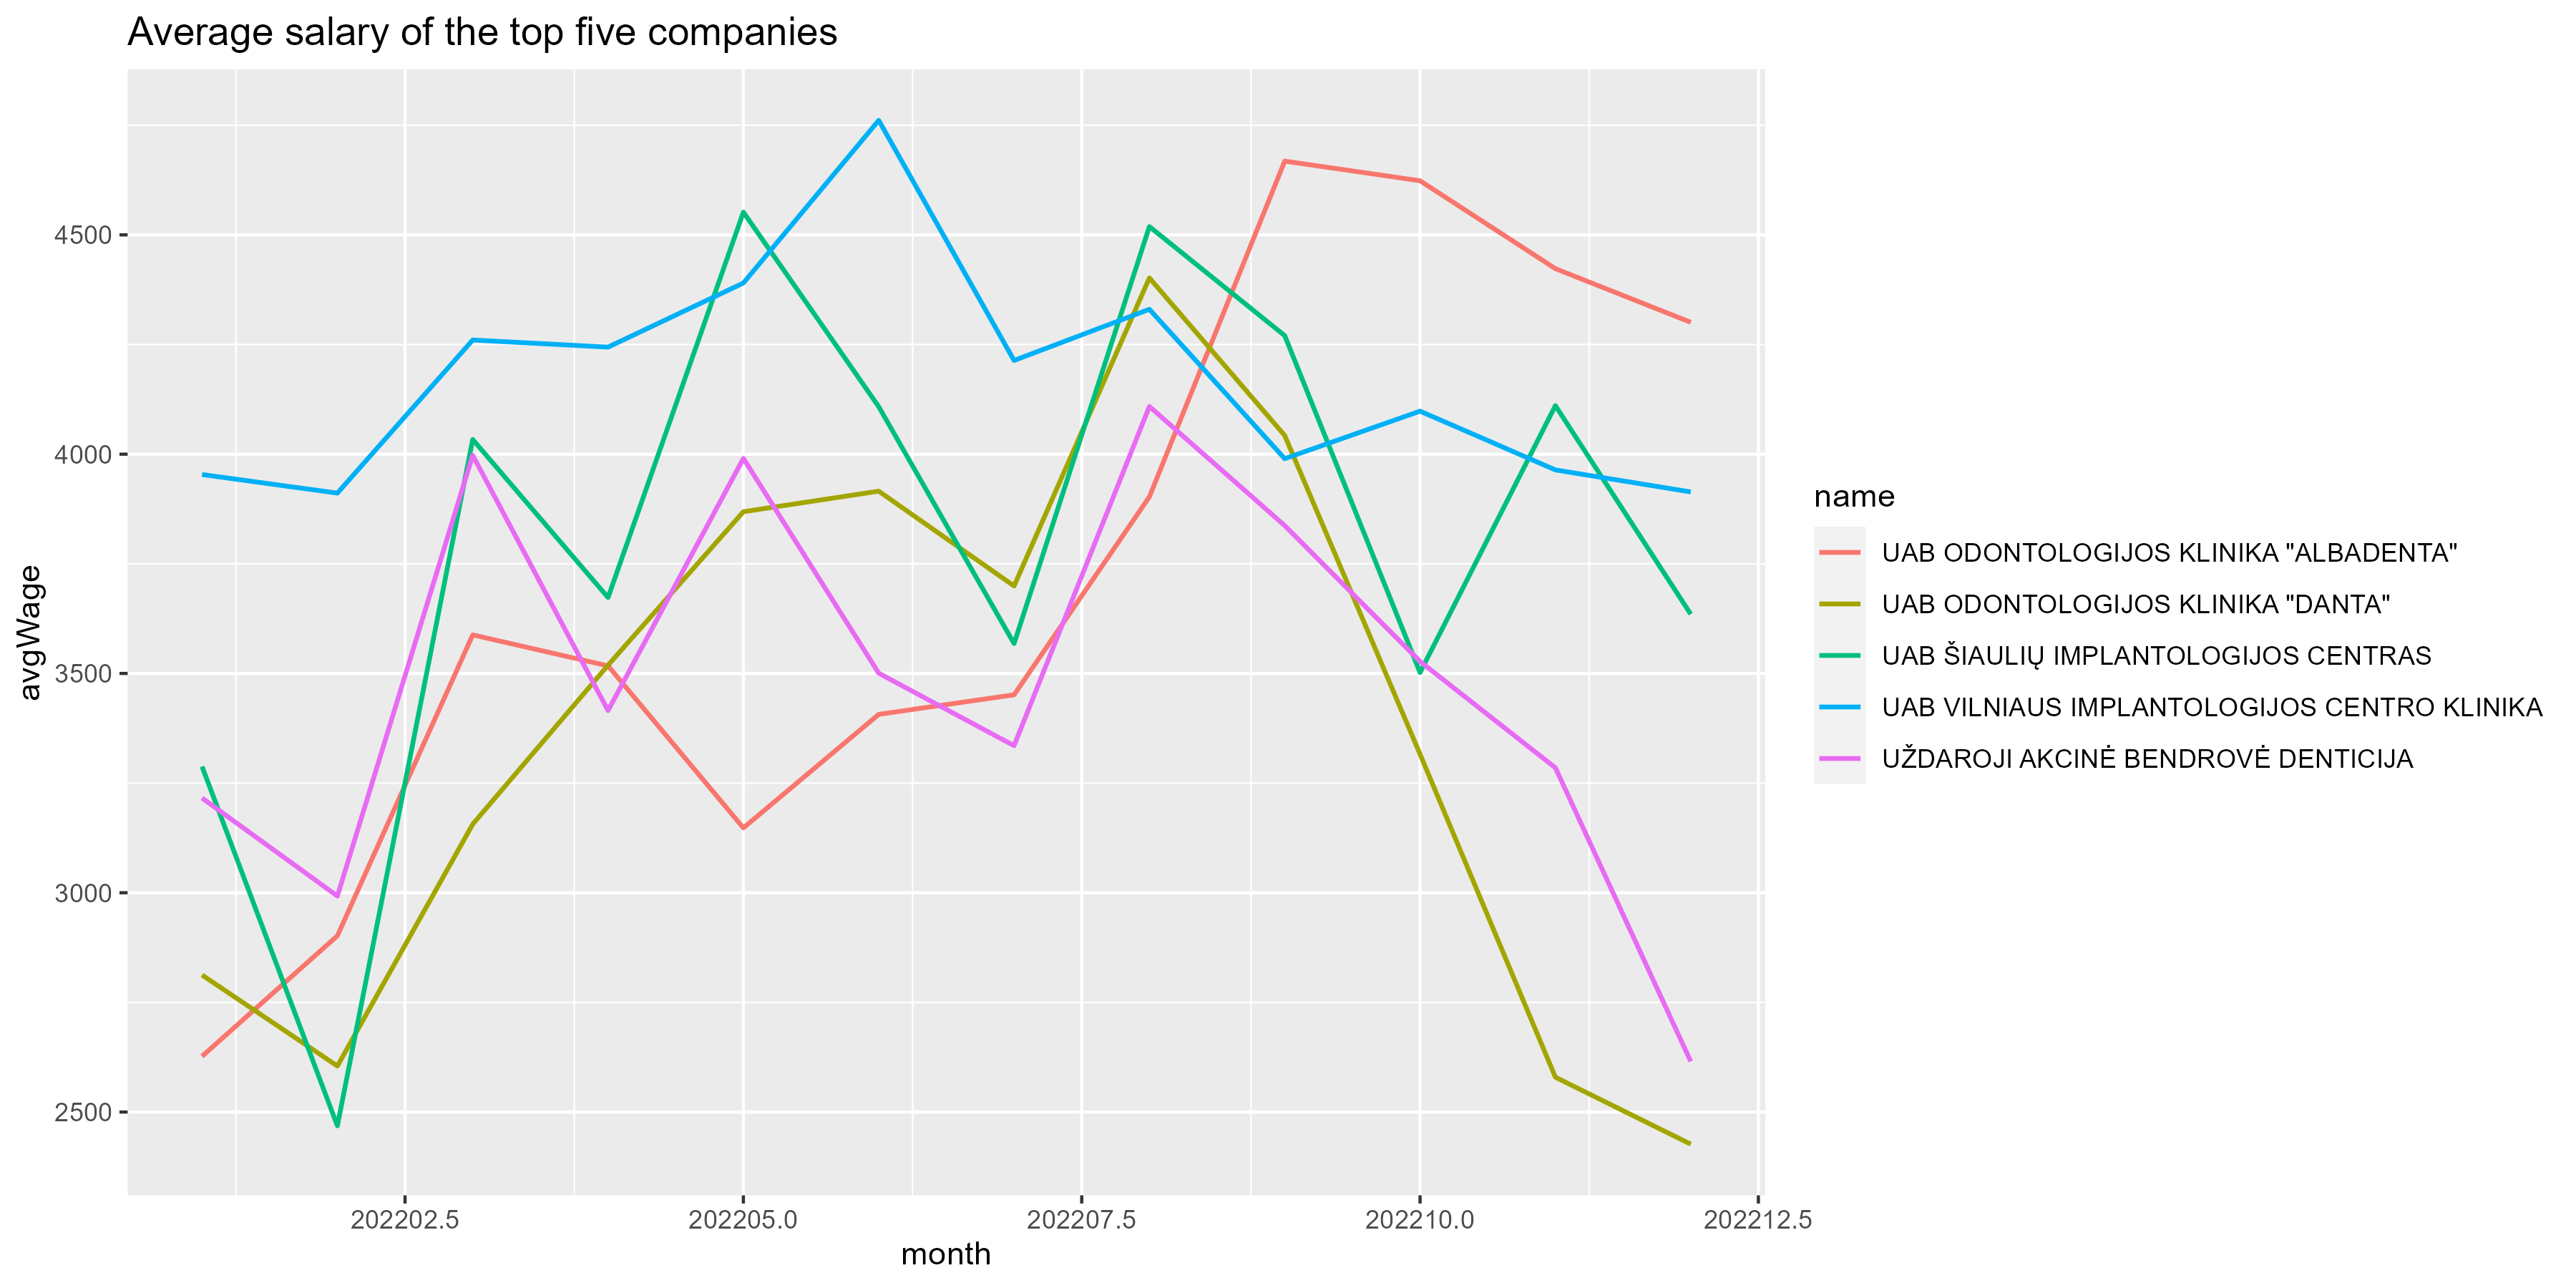 Average salary of the top five companies
avgWage
4500
4000
3500
3000
2500
202202.5
202205.0
202207.5
202210.0
202212.5
month
name
UAB ODONTOLOGIJOS KLINIKA "ALBADENTA"
UAB ODONTOLOGIJOS KLINIKA "DANTA"
UAB ŠIAULIŲ IMPLANTOLOGIJOS CENTRAS
UAB VILNIAUS IMPLANTOLOGIJOS CENTRO KLINIKA
UŽDAROJI AKCINĖ BENDROVĖ DENTICIJA